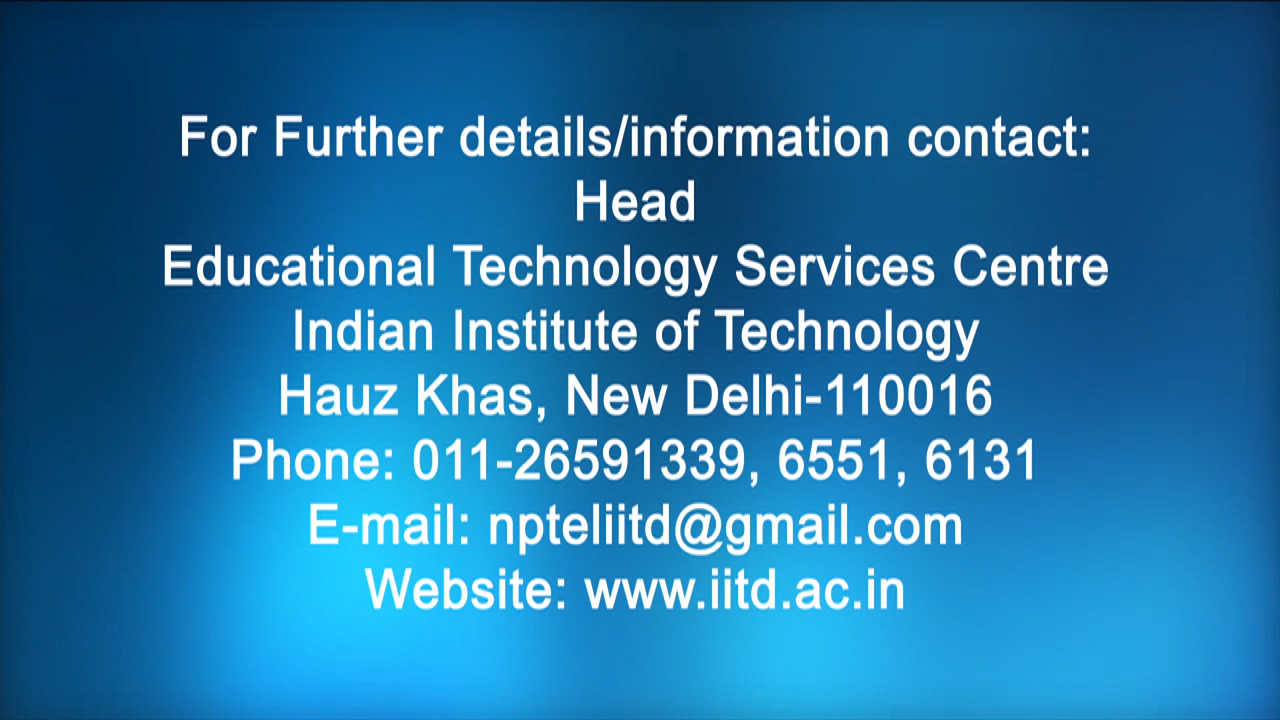 For Further details/information contact:
Head
Educational Technology Services Centre
Indian Institute of Technology
Hauz Khas, New Delhi-110016
Phone: 011-26591339, 6551, 6131
E-mail: npteliitd@gmail.com
Website: www.iitd.ac.in